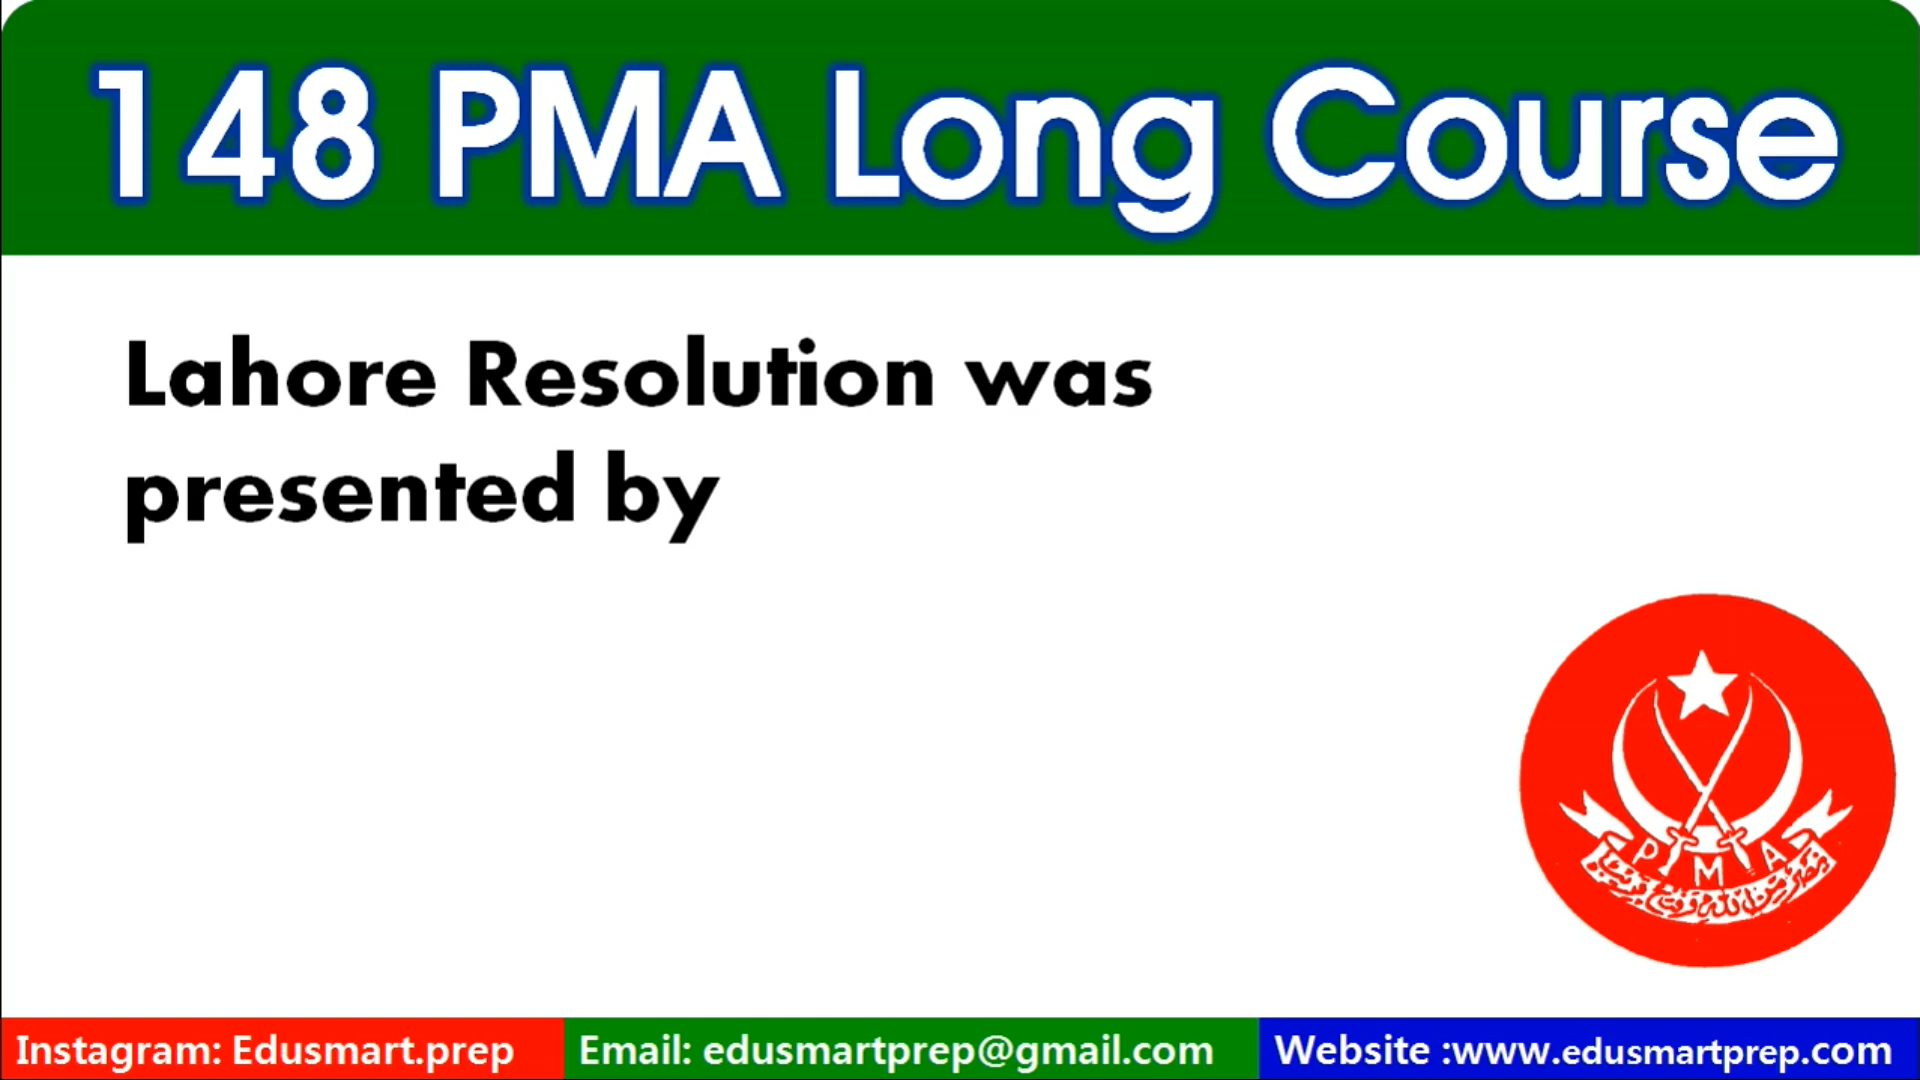 148 PMA Long Course
Lahore Resolution was
presented by
P M A
Instagram: Edusmart.prep
Email: edusmartprep@gmail.com
Website :www.edusmartprep.com